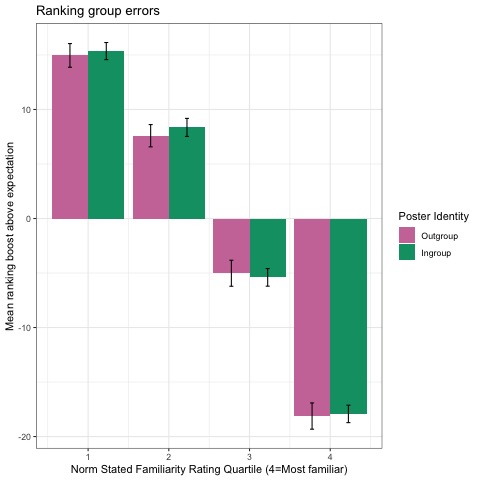 Ranking group errors
Mean ranking boost above expectation
10
0
-10
-20
1 2 3 4
Norm Stated Familiarity Rating Quartile (4=Most familiar)
Poster Identity
Outgroup
Ingroup